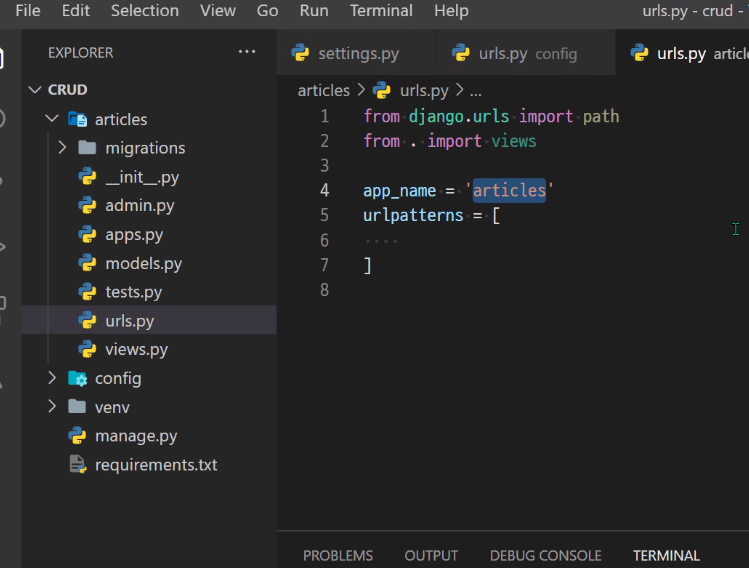 File Edit Selection View Go Run Terminal Help urls.py - crud -
EXPLORER ···
settings.py urls.py config urls.py article
CRUD
articles > urls.py > ...
articles
migrations
__init__.py
admin.py
apps.py
models.py
tests.py
urls.py
views.py
config
venv
manage.py
requirements.txt
1 from django.urls import path
2 from . import views
3
4 app_name = 'articles'
5 urlpatterns = [
6
7 ]
8
PROBLEMS OUTPUT DEBUG CONSOLE TERMINAL